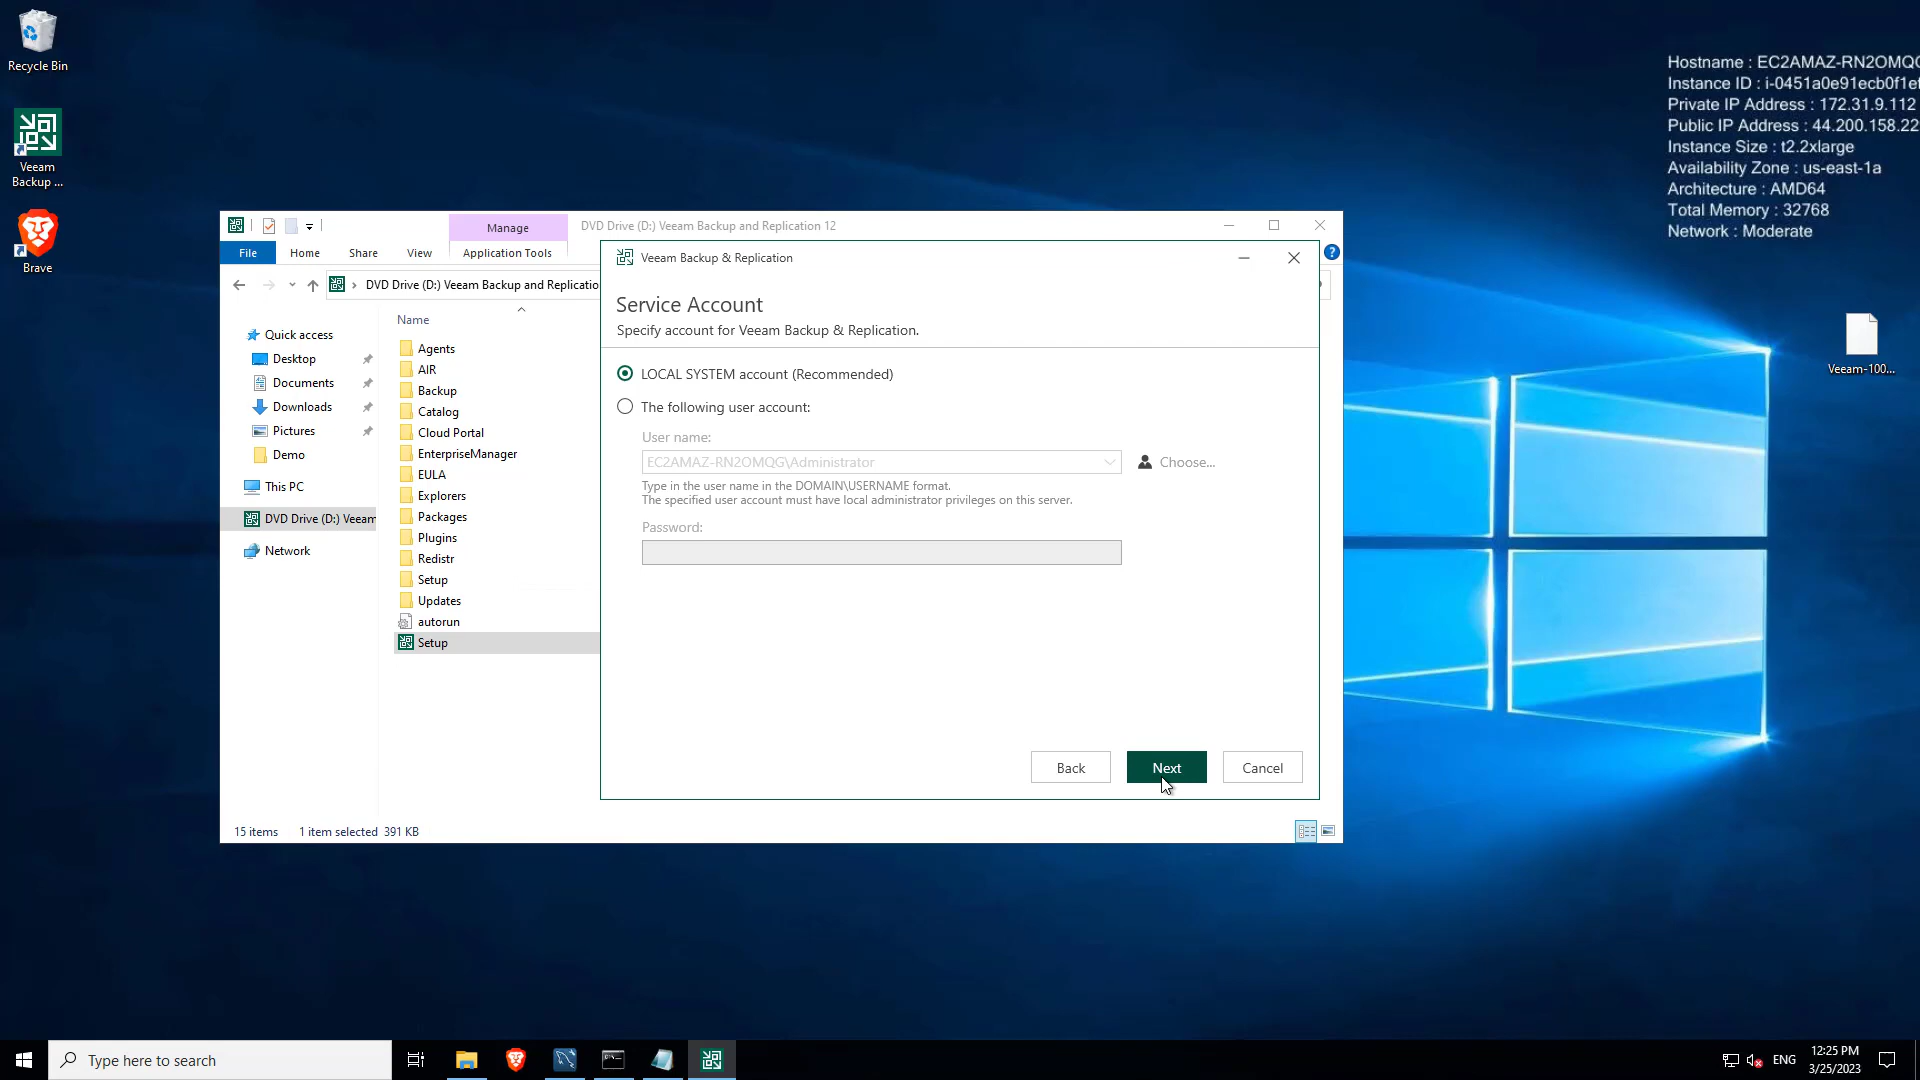 Recycle Bin
Veeam
Backup ...
Brave
Hostname : EC2AMAZ-RN2OMQG
Instance ID : i-0451a0e91ecb0f1ef
Private IP Address : 172.31.9.112
Public IP Address : 44.200.158.22
Instance Size : t2.2xlarge
Availability Zone : us-east-1a
Architecture : AMD64
Total Memory : 32768
Network : Moderate
Veeam-100...
Manage
DVD Drive (D:) Veeam Backup and Replication 12
File
Home
Share
View
Application Tools
DVD Drive (D:) Veeam Backup and Replicatio
Quick access
Desktop
Documents
Downloads
Pictures
Demo
This PC
DVD Drive (D:) Veeam
Network
Name
Agents
AIR
Backup
Catalog
Cloud Portal
EnterpriseManager
EULA
Explorers
Packages
Plugins
Redistr
Setup
Updates
autorun
Setup
15 items
1 item selected 391 KB
Veeam Backup & Replication
Service Account
Specify account for Veeam Backup & Replication.
LOCAL SYSTEM account (Recommended)
The following user account:
User name:
EC2AMAZ-RN2OMQG\Administrator
Choose...
Type in the user name in the DOMAIN\USERNAME format.
The specified user account must have local administrator privileges on this server.
Password:
Back
Next
Cancel
Type here to search
ENG
12:25 PM
3/25/2023